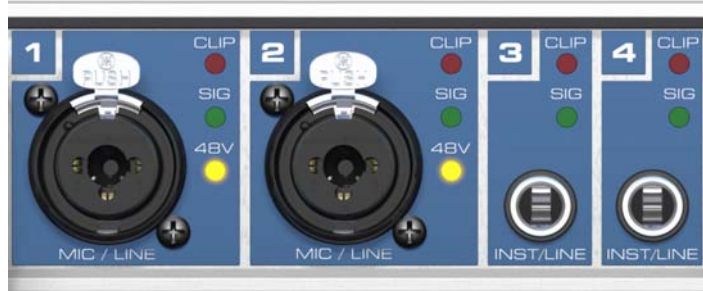 1
PUSH
CLIP
SIG
48V
MIC / LINE
2
PUSH
CLIP
SIG
48V
MIC / LINE
3
CLIP
SIG
INST/LINE
4
CLIP
SIG
INST/LINE